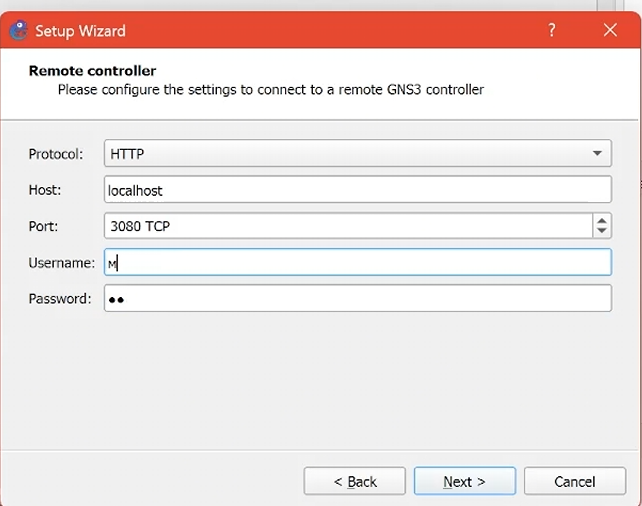 Setup Wizard ?
Remote controller
Please configure the settings to connect to a remote GNS3 controller
Protocol: HTTP
Host: localhost
Port: 3080 TCP
Username: м
Password: ●●
< Back Next > Cancel